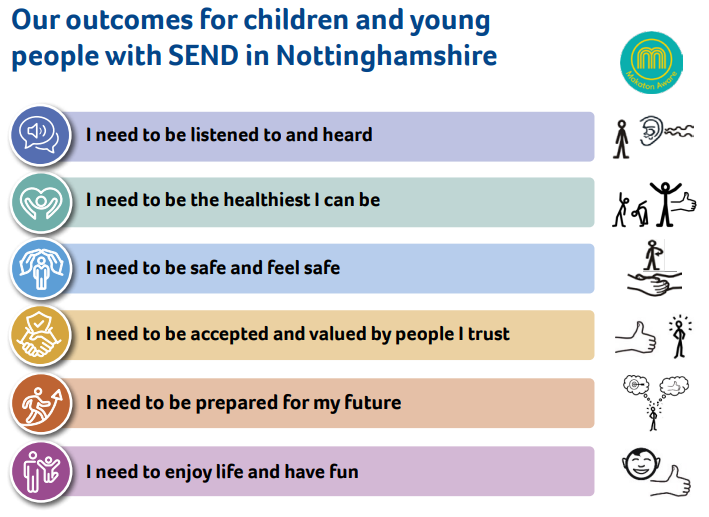 Our outcomes for children and young
people with SEND in Nottinghamshire
Makaton Aware
I need to be listened to and heard
I need to be the healthiest I can be
I need to be safe and feel safe
I need to be accepted and valued by people I trust
I need to be prepared for my future
I need to enjoy life and have fun